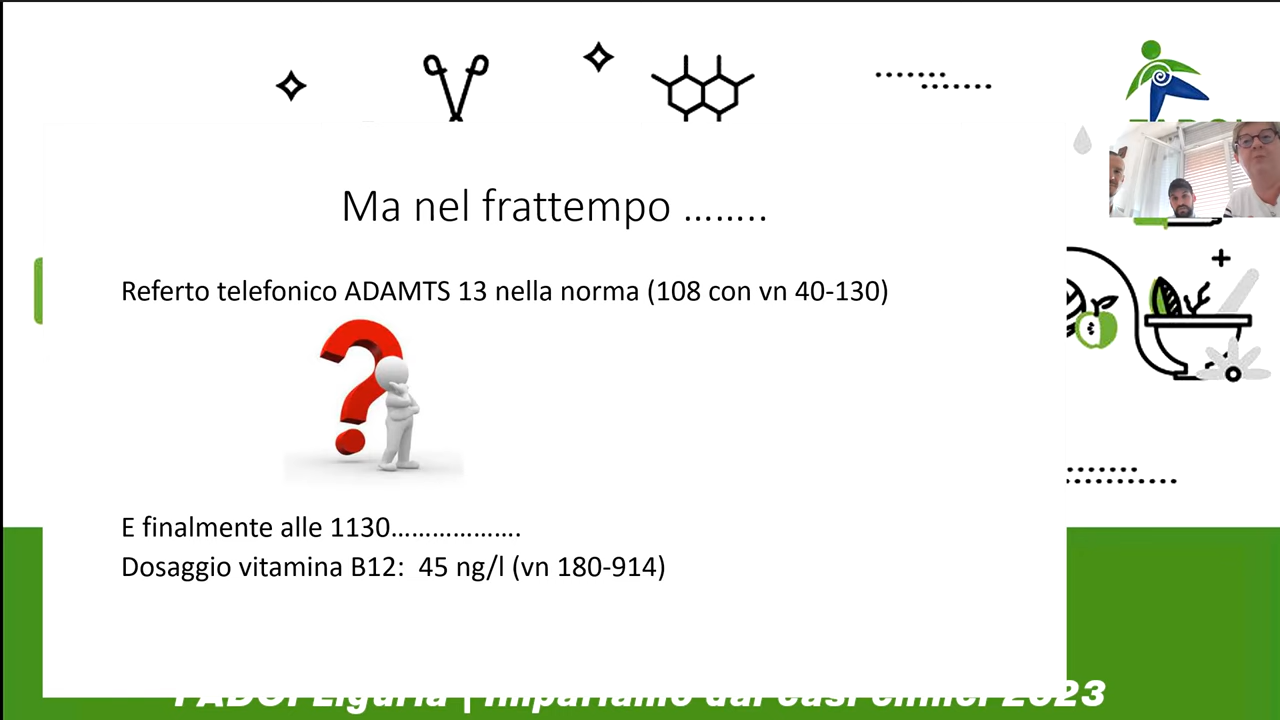 Ma nel frattempo ……..
Referto telefonico ADAMTS 13 nella norma (108 con vn 40-130)
E finalmente alle 1130……………….
Dosaggio vitamina B12: 45 ng/l (vn 180-914)
FADOI Liguria | Impariamo dai casi clinici 2023